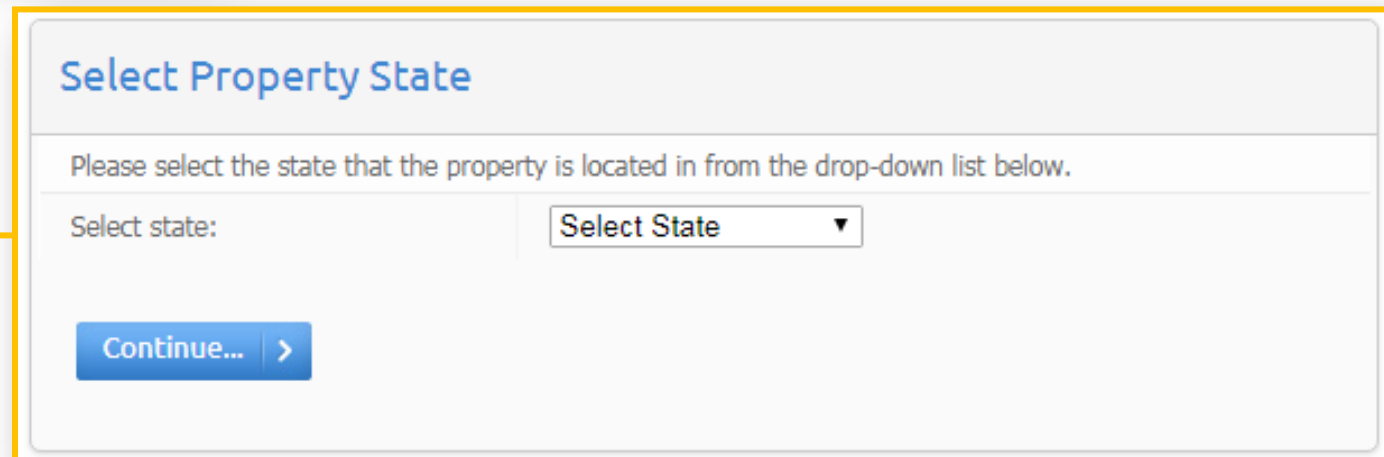 Select Property State
Please select the state that the property is located in from the drop-down list below.
Select state:
Select State
Continue...